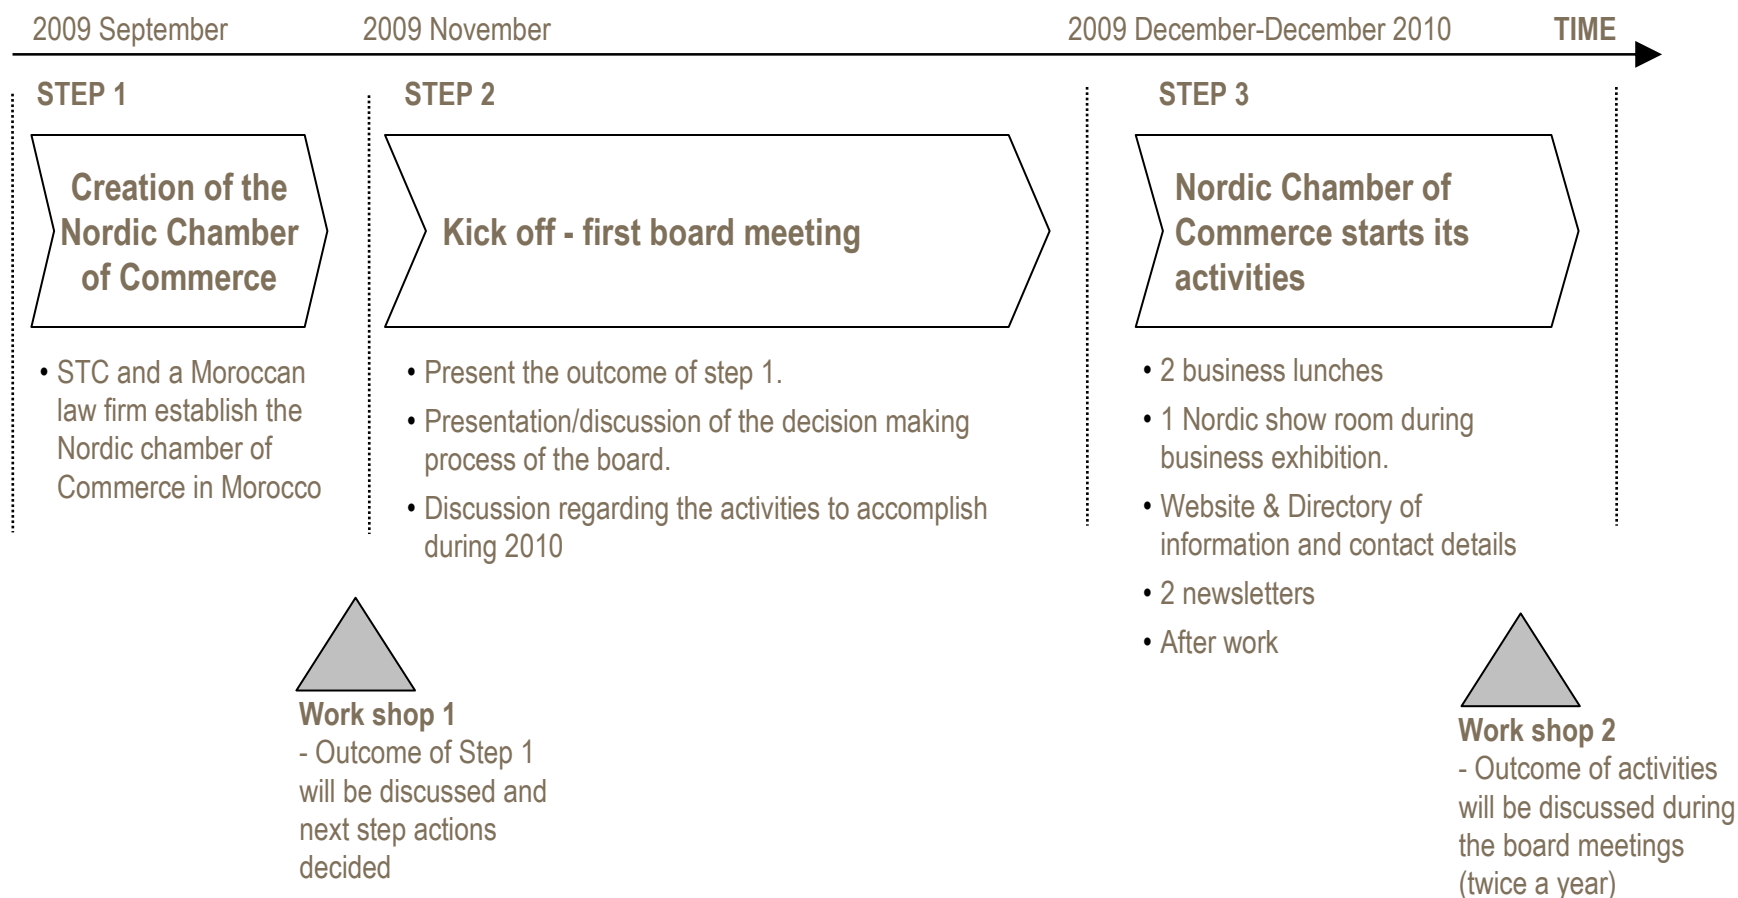 2009 September
2009 November
2009 December-December 2010
TIME
STEP 1
STEP 2
STEP 3
Creation of the
Nordic Chamber
of Commerce
Kick off - first board meeting
Nordic Chamber of
Commerce starts its
activities
• STC and a Moroccan
law firm establish the
Nordic chamber of
Commerce in Morocco
• Present the outcome of step 1.
• Presentation/discussion of the decision making
process of the board.
• Discussion regarding the activities to accomplish
during 2010
• 2 business lunches
• 1 Nordic show room during
business exhibition.
• Website & Directory of
information and contact details
• 2 newsletters
• After work
Work shop 1
- Outcome of Step 1
will be discussed and
next step actions
decided
Work shop 2
- Outcome of activities
will be discussed during
the board meetings
(twice a year)